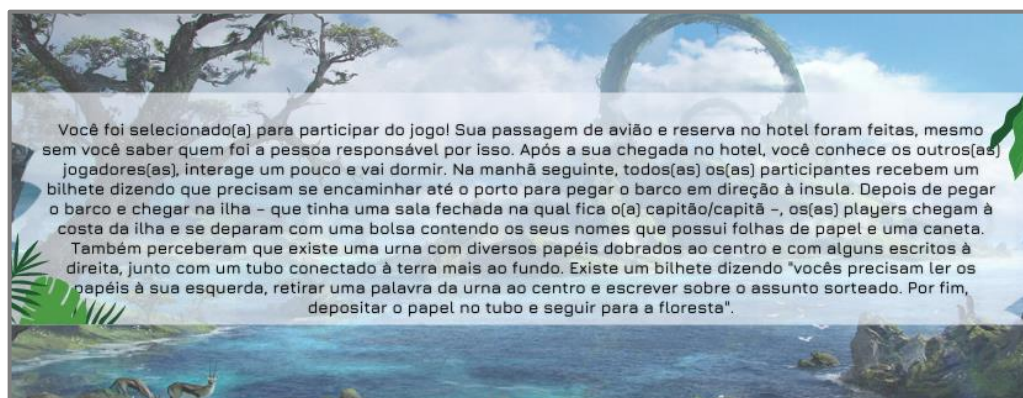 Você foi selecionado(a) para participar do jogo! Sua passagem de avião e reserva no hotel foram feitas, mesmo
sem você saber quem foi a pessoa responsável por isso. Após a sua chegada no hotel, você conhece os outros(as)
jogadores(as), interage um pouco e vai dormir. Na manhã seguinte, todos(as) os(as) participantes recebem um
bilhete dizendo que precisam se encaminhar até o porto para pegar o barco em direção à insula. Depois de pegar
o barco e chegar na ilha – que tinha uma sala fechada na qual fica o(a) capitão/capitã –, os(as) players chegam à
costa da ilha e se deparam com uma bolsa contendo os seus nomes que possui folhas de papel e uma caneta.
Também perceberam que existe uma urna com diversos papéis dobrados ao centro e com alguns escritos à
direita, junto com um tubo conectado à terra mais ao fundo. Existe um bilhete dizendo "vocês precisam ler os
papéis à sua esquerda, retirar uma palavra da urna ao centro e escrever sobre o assunto sorteado. Por fim,
depositar o papel no tubo e seguir para a floresta".